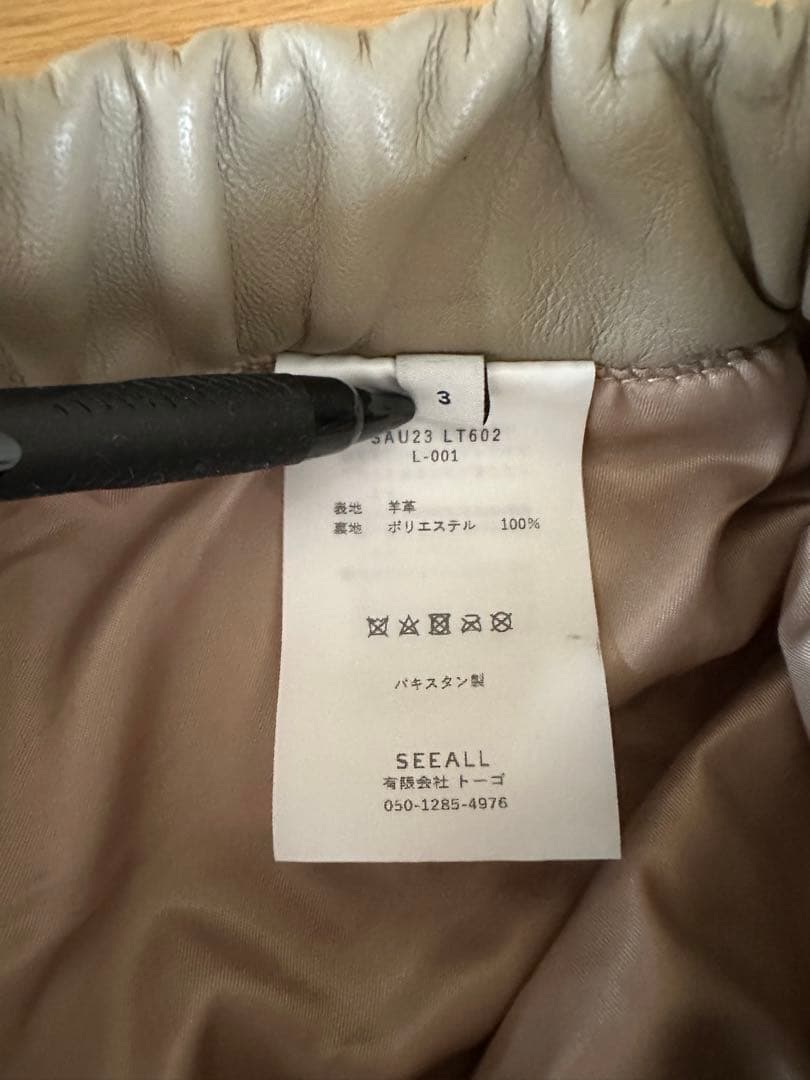 3
SAU23 LT602
L-001
表地 羊革
裏地 ポリエステル 100%
パキスタン製
SEEALL
有限会社 トーゴ
050-1285-4976